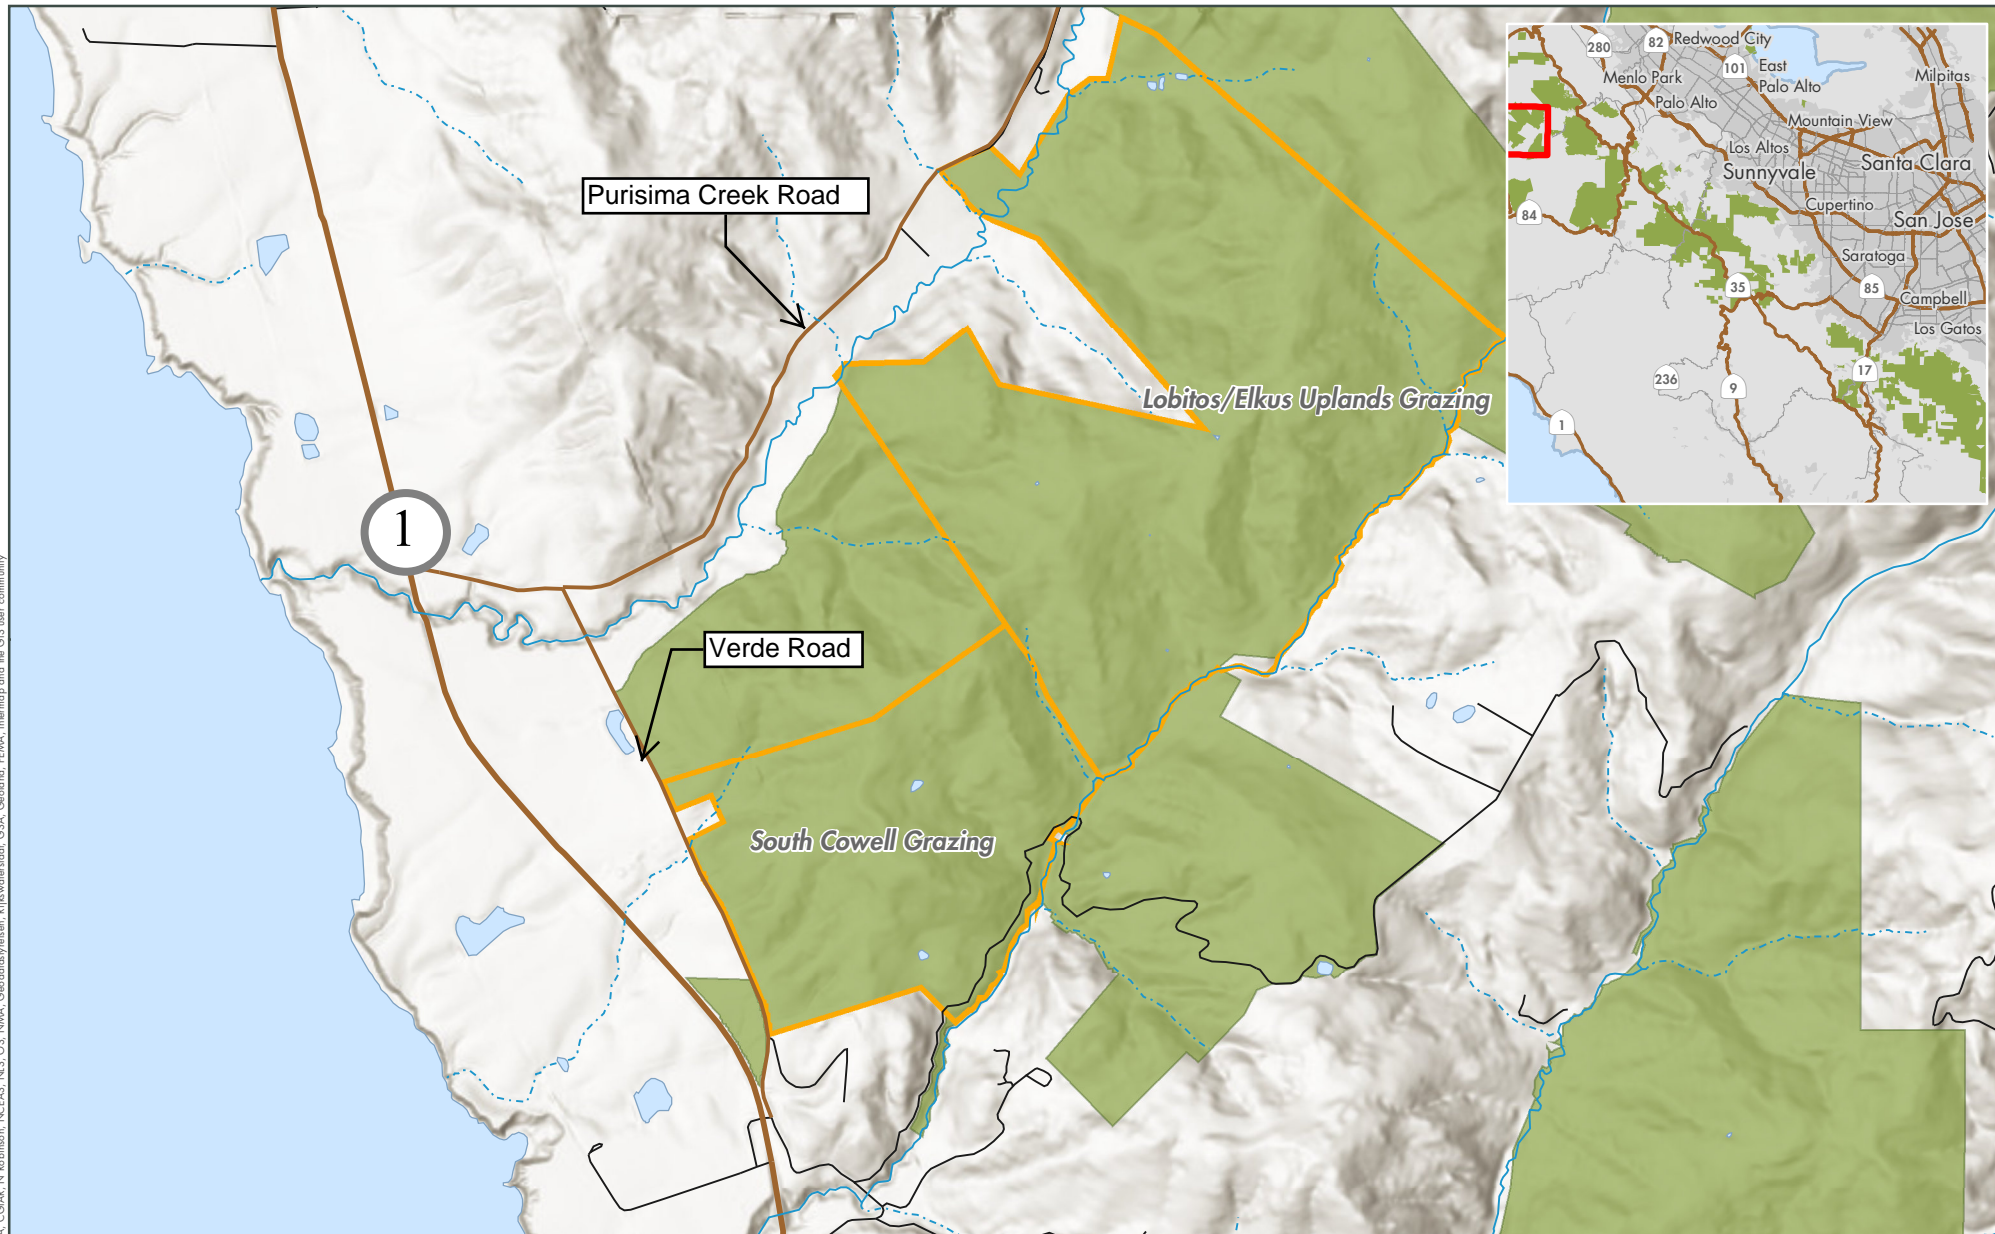 Purisima Creek Road
Lobitos/Elkus Uplands Grazing
1
Verde Road
South Cowell Grazing
280
82
Redwood City
101
East
Palo Alto
Menlo Park
Milpitas
Palo Alto
Mountain View
Los Altos
Santa Clara
Sunnyvale
84
Cupertino
San Jose
Saratoga
35
85
Campbell
Los Gatos
236
9
17
1